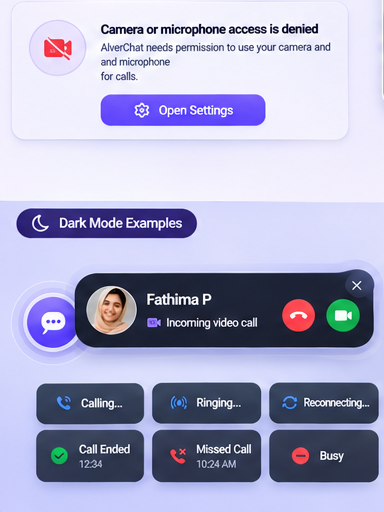 Camera or microphone access is denied
AlverChat needs permission to use your camera and
and microphone
for calls.
Open Settings
Dark Mode Examples
Fathima P
Incoming video call
Calling...
Ringing...
Reconnecting...
Call Ended
12:34
Missed Call
10:24 AM
Busy